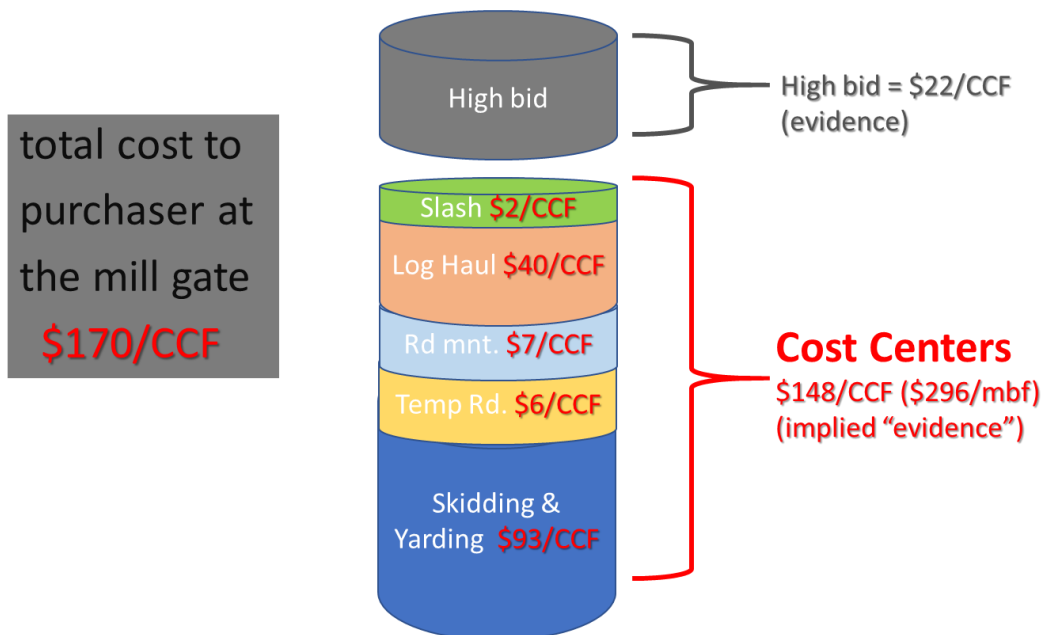 total cost to
purchaser at
the mill gate
$170/CCF
High bid
High bid = $22/CCF
(evidence)
Slash $2/CCF
Log Haul $40/CCF
Rd mnt. $7/CCF
Temp Rd. $6/CCF
Skidding &
Yarding $93/CCF
Cost Centers
$148/CCF ($296/mbf)
(implied “evidence”)